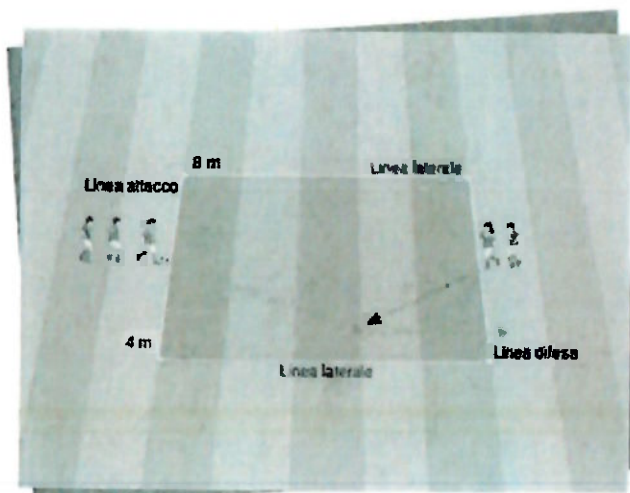 8 m
Linea laterale
Linea attacco
4 m
Linea difesa
Linea laterale